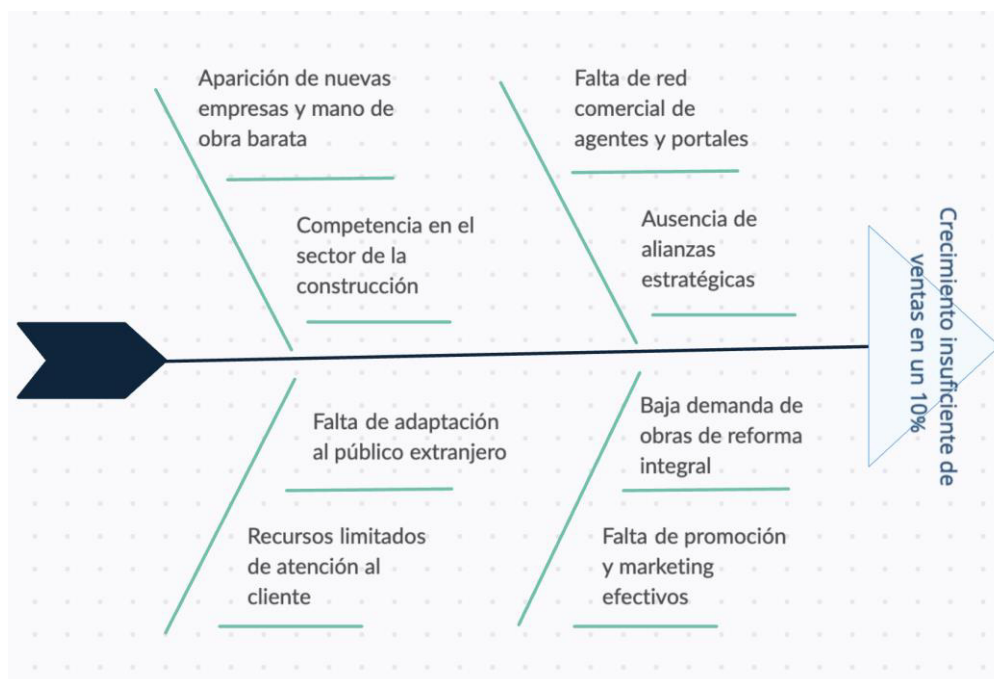 Aparición de nuevas
empresas y mano de
obra barata
Competencia en el
sector de la
construcción
Falta de red
comercial de
agentes y portales
Ausencia de
alianzas
estratégicas
Falta de adaptación
al público extranjero
Recursos limitados
de atención al
cliente
Baja demanda de
obras de reforma
integral
Falta de promoción
y marketing
efectivos
Crecimiento insuficiente de
ventas en un 10%